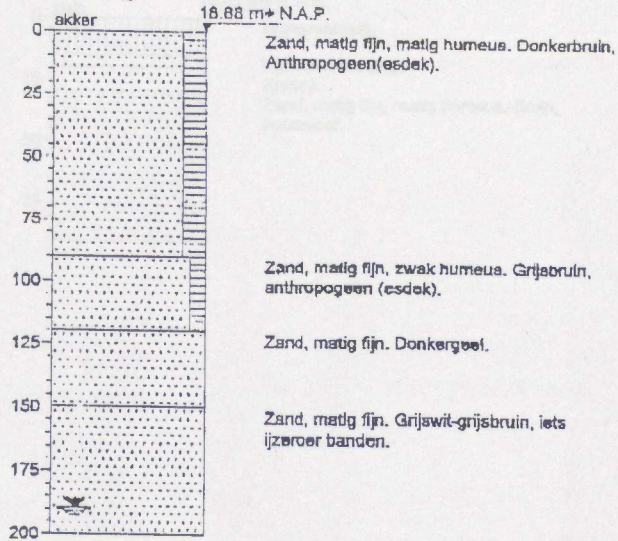 18.88 m+ N.A.P.
akker
0
Zand, matig fijn, matig humeus. Donkerbruin,
Anthropogeen(esdek).
25
50
75
Zand, matig fijn, zwak humeus. Grijsbruin,
100
anthropogeen (esdek).
125
Zand, matig fijn. Donkergeel.
150
Zand, matig fijn. Grijswit-grijsbruin, iets
ijzeroer banden.
175
200